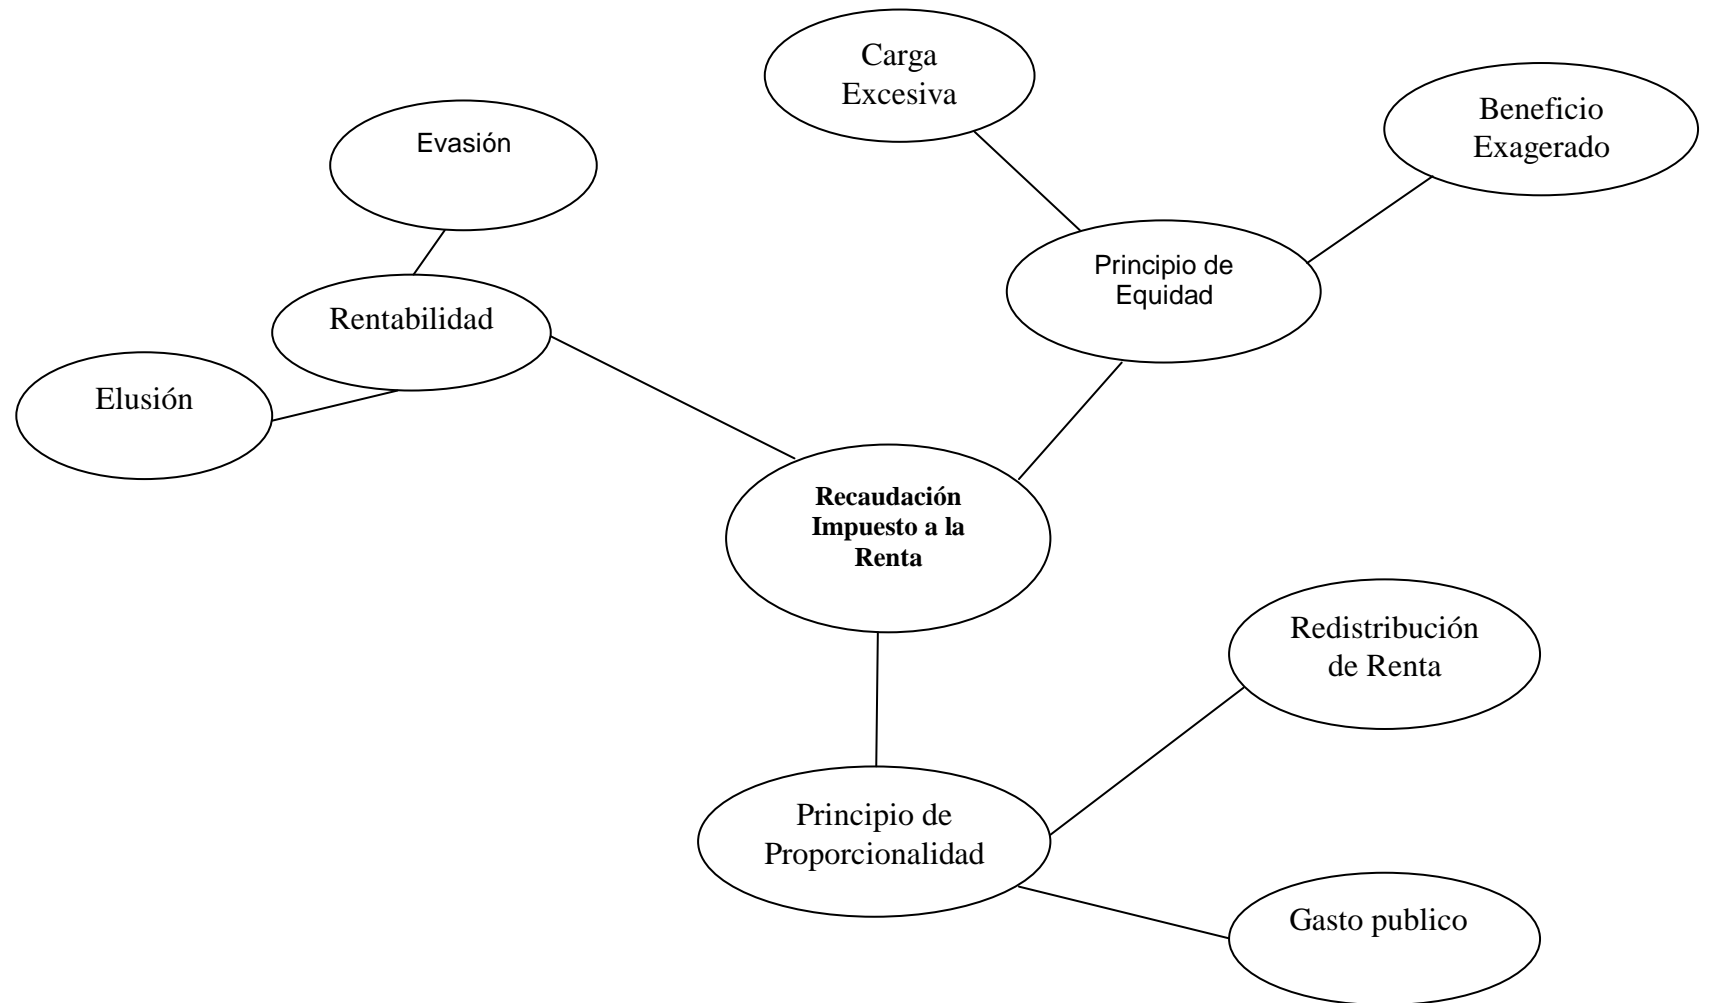 Carga
Excesiva
Beneficio
Exagerado
Evasión
Principio de
Equidad
Rentabilidad
Elusión
Recaudación
Impuesto a la
Renta
Redistribución
de Renta
Principio de
Proporcionalidad
Gasto publico